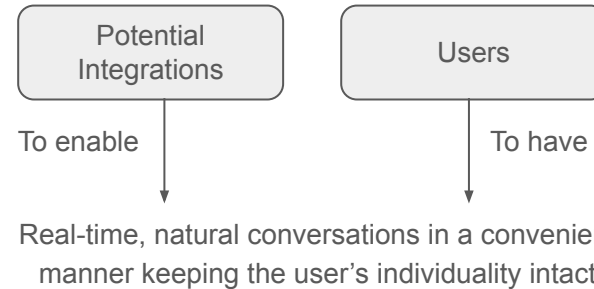 Potential
Integrations
Users
To enable
To have
Real-time, natural conversations in a convenie
manner keeping the user's individuality intact